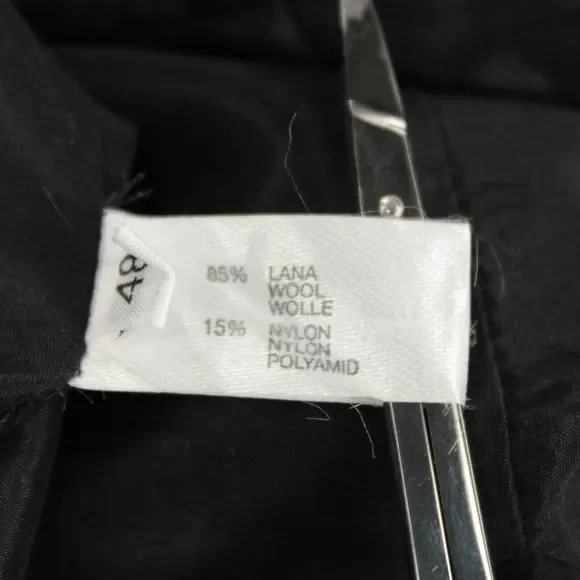 48
85% LANA
WOOL
WOLLE
15% NYLON
NYLON
POLYAMID